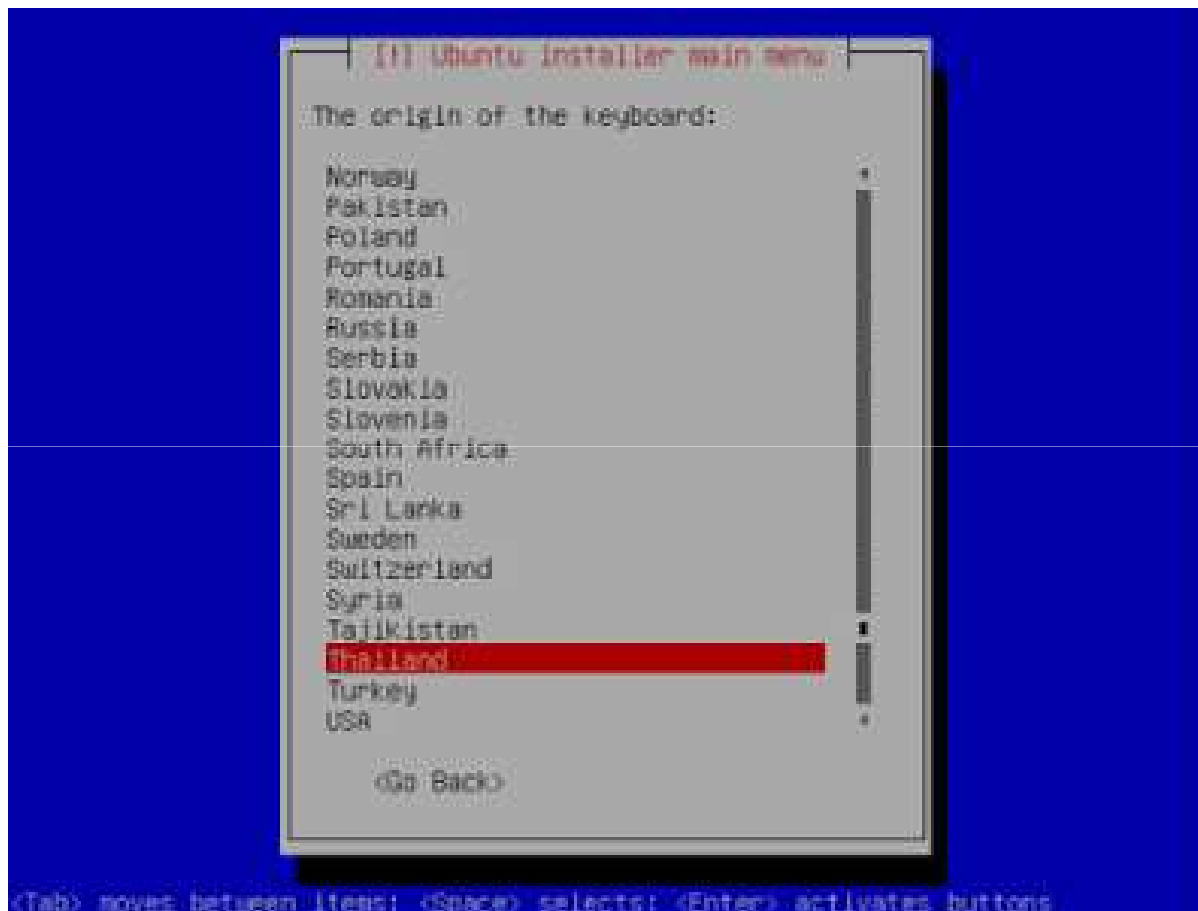 [!] Ubuntu installer main menu
The origin of the keyboard:
Norway
Pakistan
Poland
Portugal
Romania
Russia
Serbia
Slovakia
Slovenia
South Africa
Spain
Sri Lanka
Sweden
Switzerland
Syria
Tajikistan
Thailand
Turkey
USA
<Go Back>
<Tab> moves between items; <Space> selects; <Enter> activates buttons